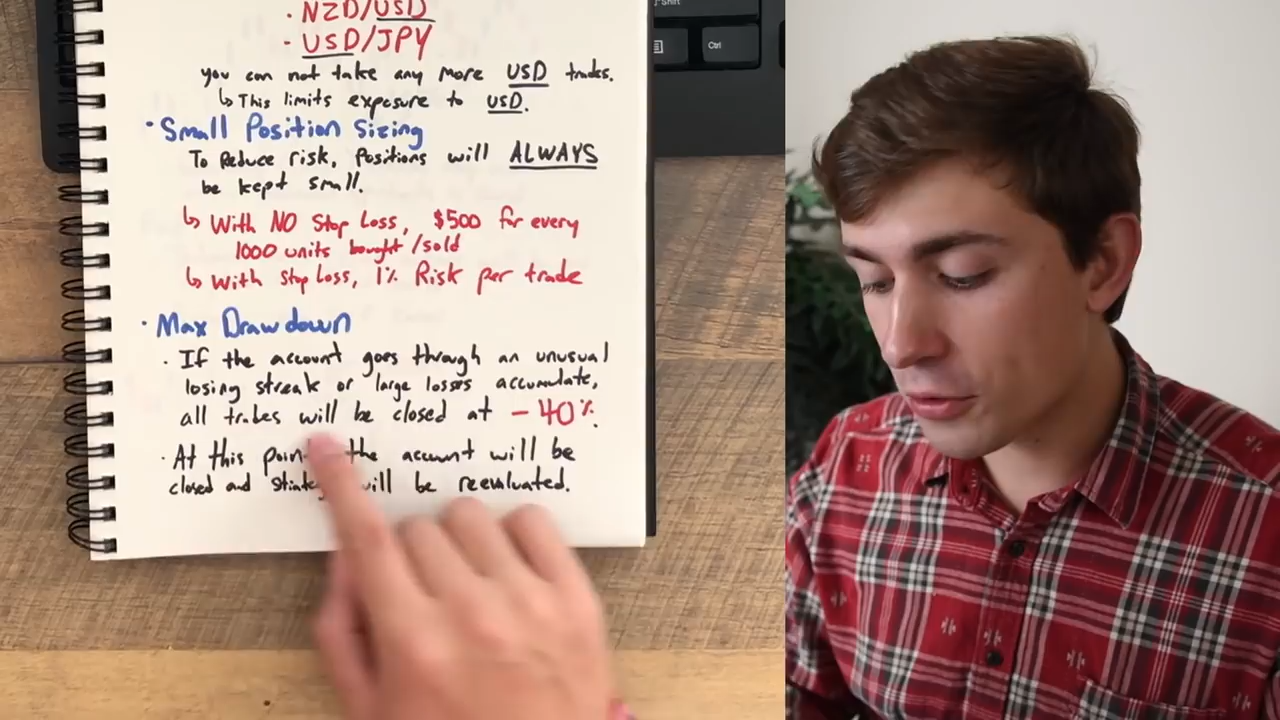 · NZD/USD
· USD/JPY
you can not take any more USD trades.
↳ This limits exposure to USD.
· Small Position Sizing
To Reduce risk, Positions will ALWAYS
be kept small.
↳ With NO Stop Loss, $500 for every
1000 units bought/sold
↳ With Stop Loss, 1% Risk per trade
· Max Drawdown
· If the account goes through an unusual
losing streak or large losses accumulate,
all trades will be closed at -40%.
· At this point the account will be
closed and will be reevaluated.
Shift
Ctrl